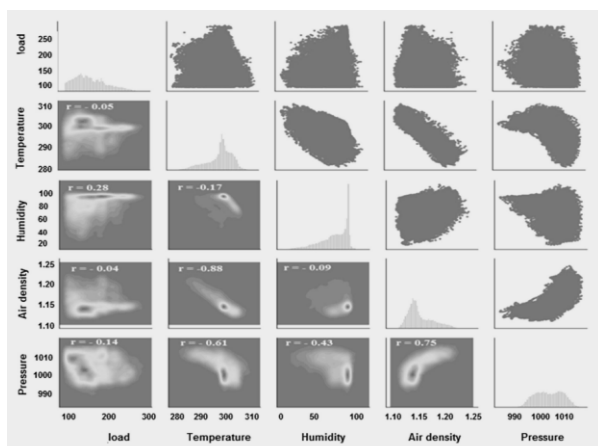 load
250
200
150
100
Temperature
310
300
290
280
r = - 0.05
Humidity
100
80
60
40
20
r = 0.28
-0.17
Air density
1.25
1.20
1.15
1.10
r = - 0.04
-0.88
r = - 0.09
Pressure
1010
1000
990
r = - 0.14
r = -0.61
r = -0.43
r = 0.75
100 200 300
280 290 300 310
0 50 100
1.10 1.15 1.20 1.25
990 1000 1010
load Temperature Humidity Air density Pressure